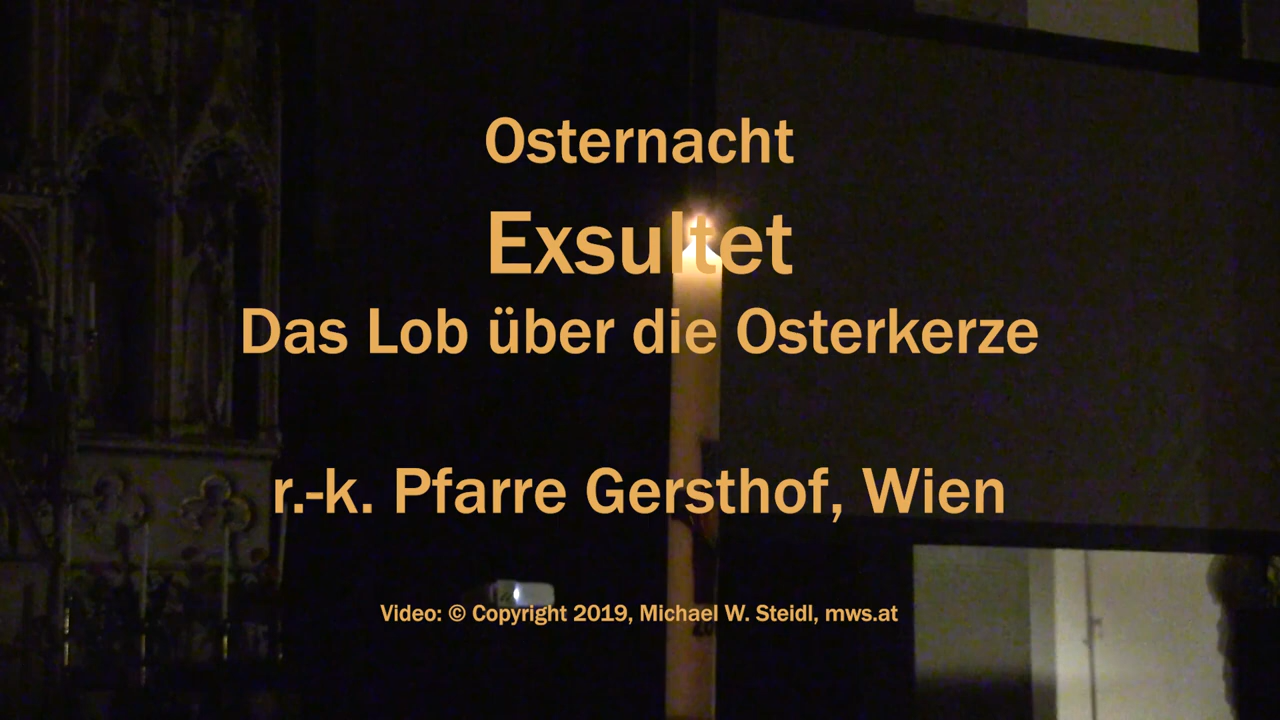 Osternacht
Exsultet
Das Lob über die Osterkerze
r.-k. Pfarre Gersthof, Wien
Video: © Copyright 2019, Michael W. Steidl, mws.at